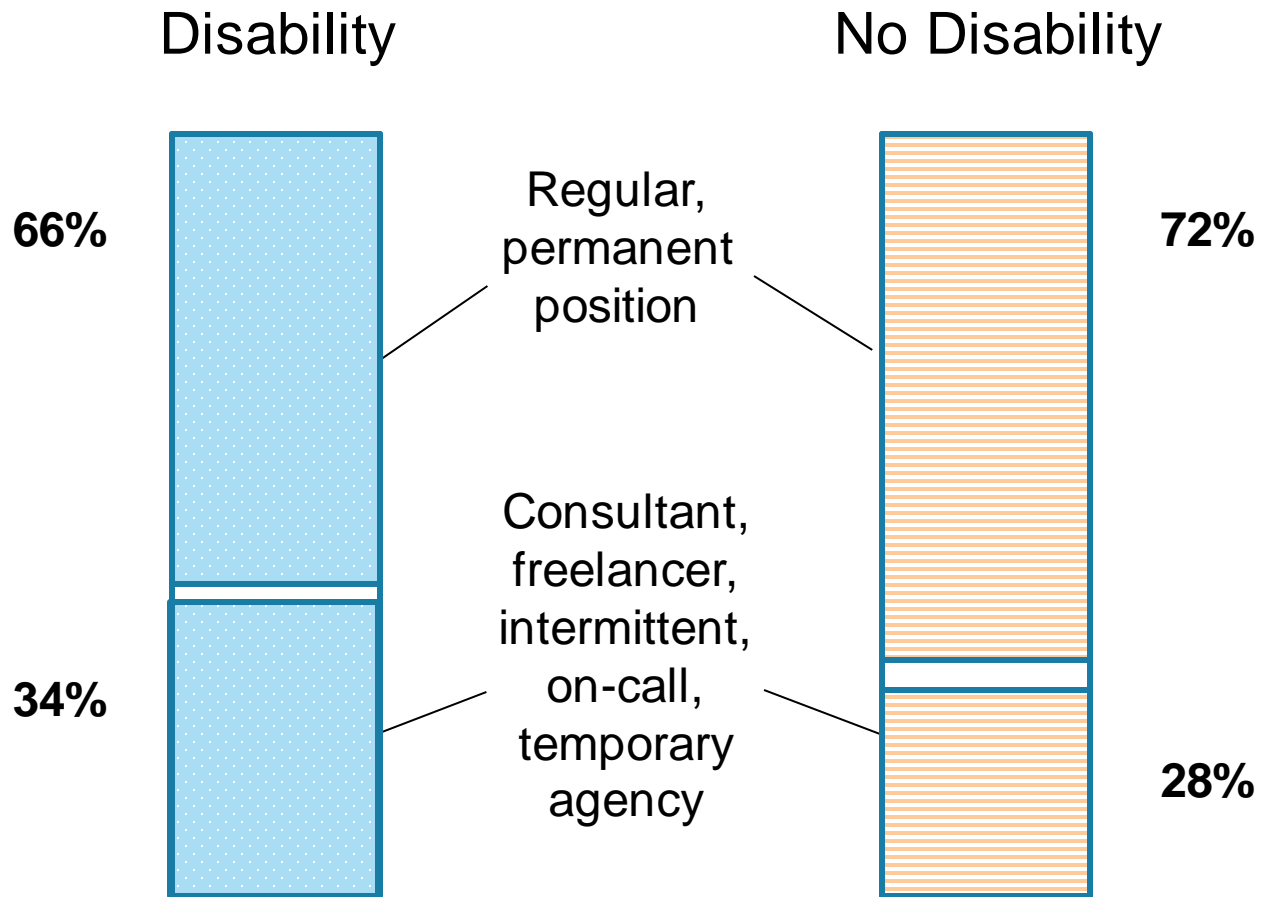 Disability
No Disability
66%
Regular,
permanent
position
72%
Consultant,
freelancer,
intermittent,
on-call,
temporary
agency
34%
28%